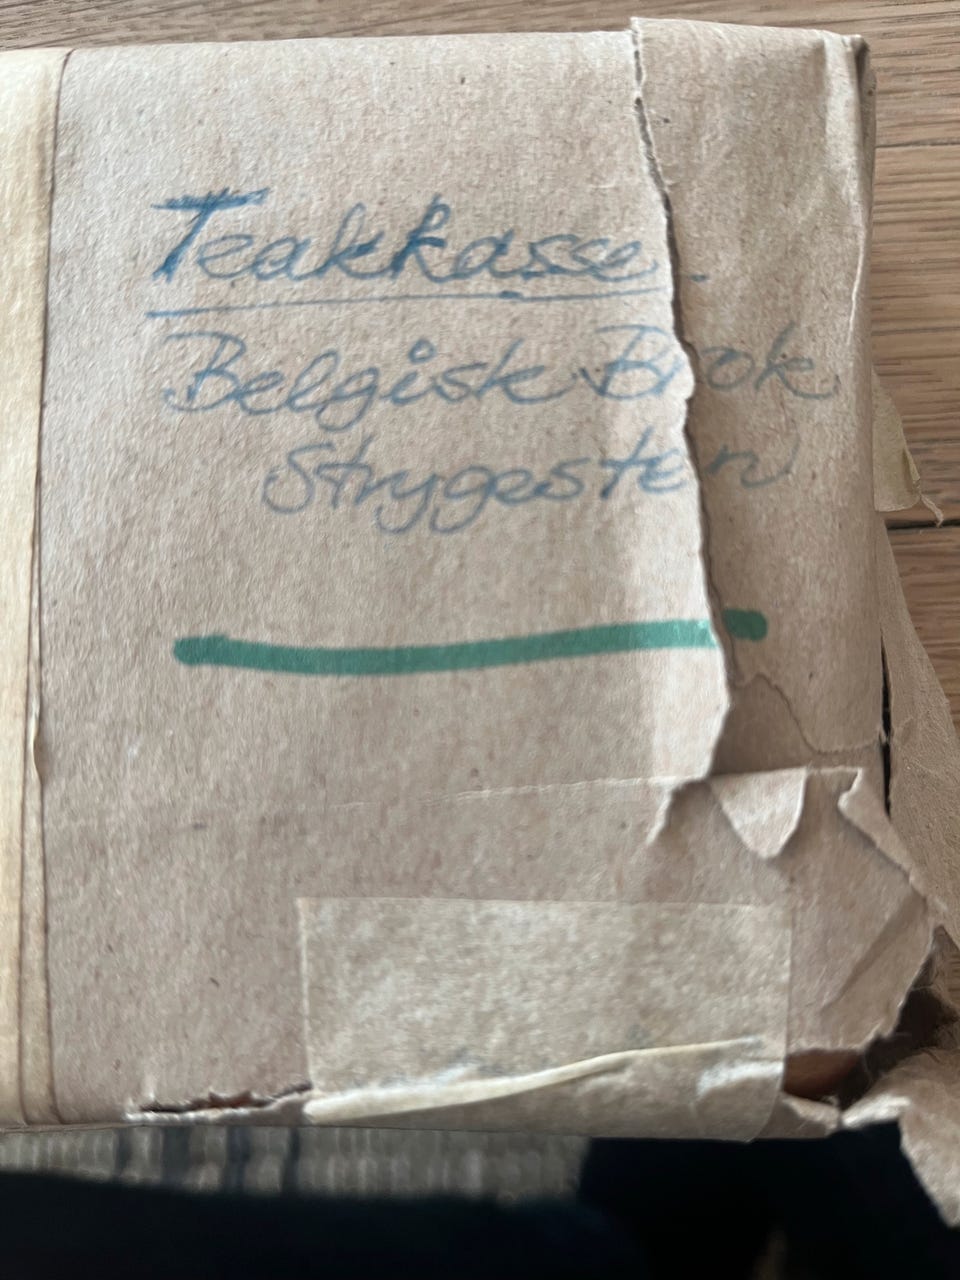 Teakkasse.
Belgisk Brok
Strygesten